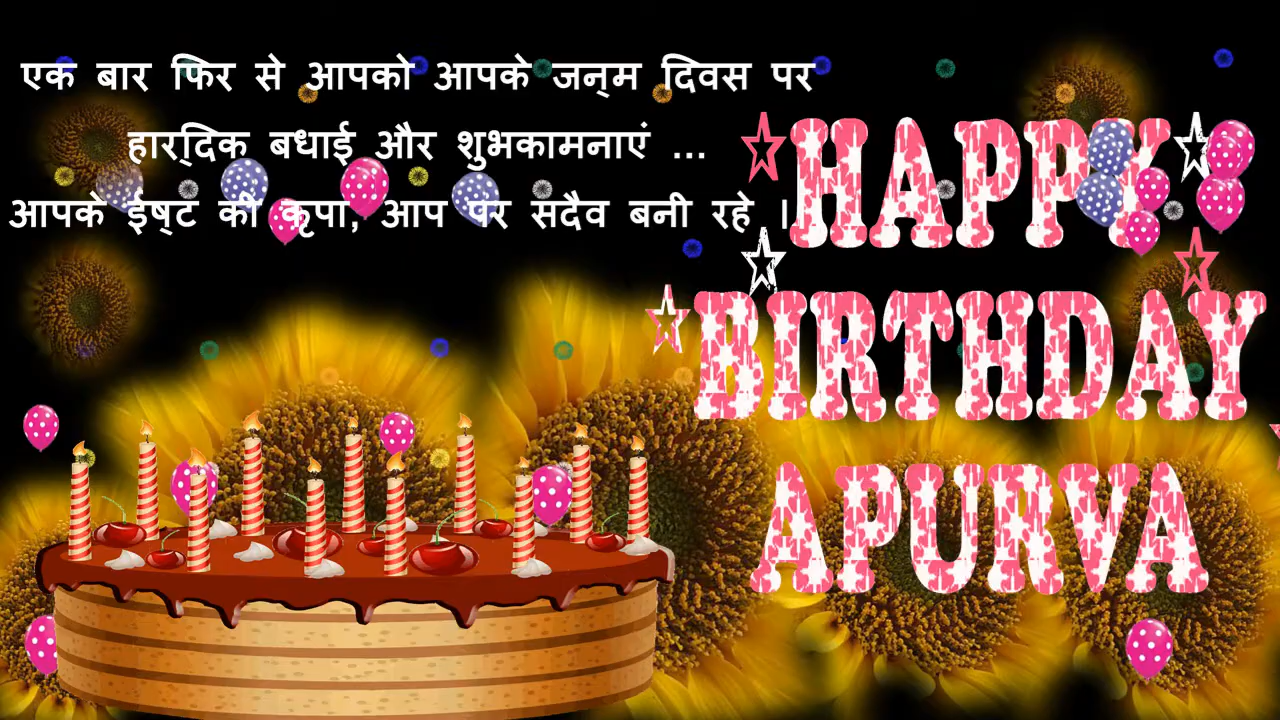 एक बार फिर से आपको आपके जन्म दिवस पर
हार्दिक बधाई और शुभकामनाएं ...
आपके ईष्ट की कृपा, आप पर सदैव बनी रहे ।
HAPPY
BIRTHDAY
APURVA